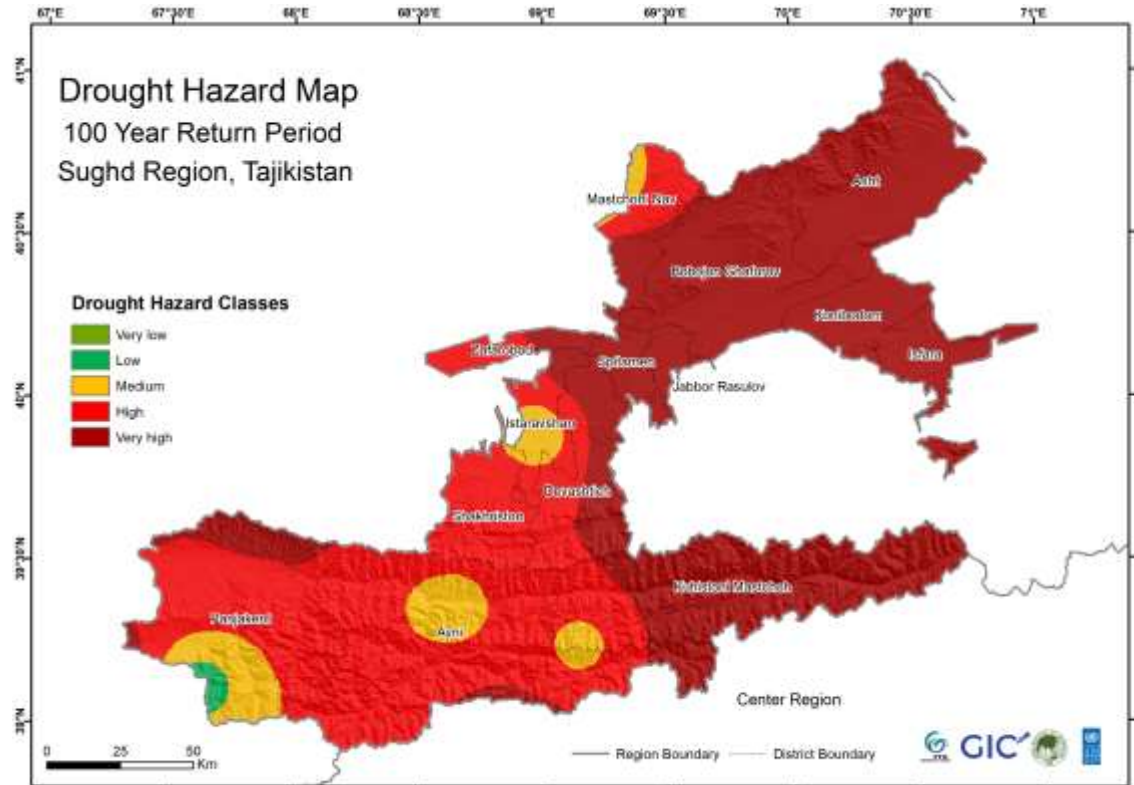 67°E 67°30'E 68°E 68°30'E 69°E 69°30'E 70°E 70°30'E 71°E
41°N
40°30'N
40°N
39°30'N
39°N
Drought Hazard Map
100 Year Return Period
Sughd Region, Tajikistan
Drought Hazard Classes
Very low
Low
Medium
High
Very high
Asht
Mastchohi Nav
Bobojon Ghafurov
Konibodom
Isfara
Zafarobod
Spitamen
Jabbor Rasulov
Istaravshan
Devashtich
Shakhriston
Kuhistoni Mastchoh
Panjakent
Ayni
Center Region
0 25 50
Km
Region Boundary
District Boundary
GIC